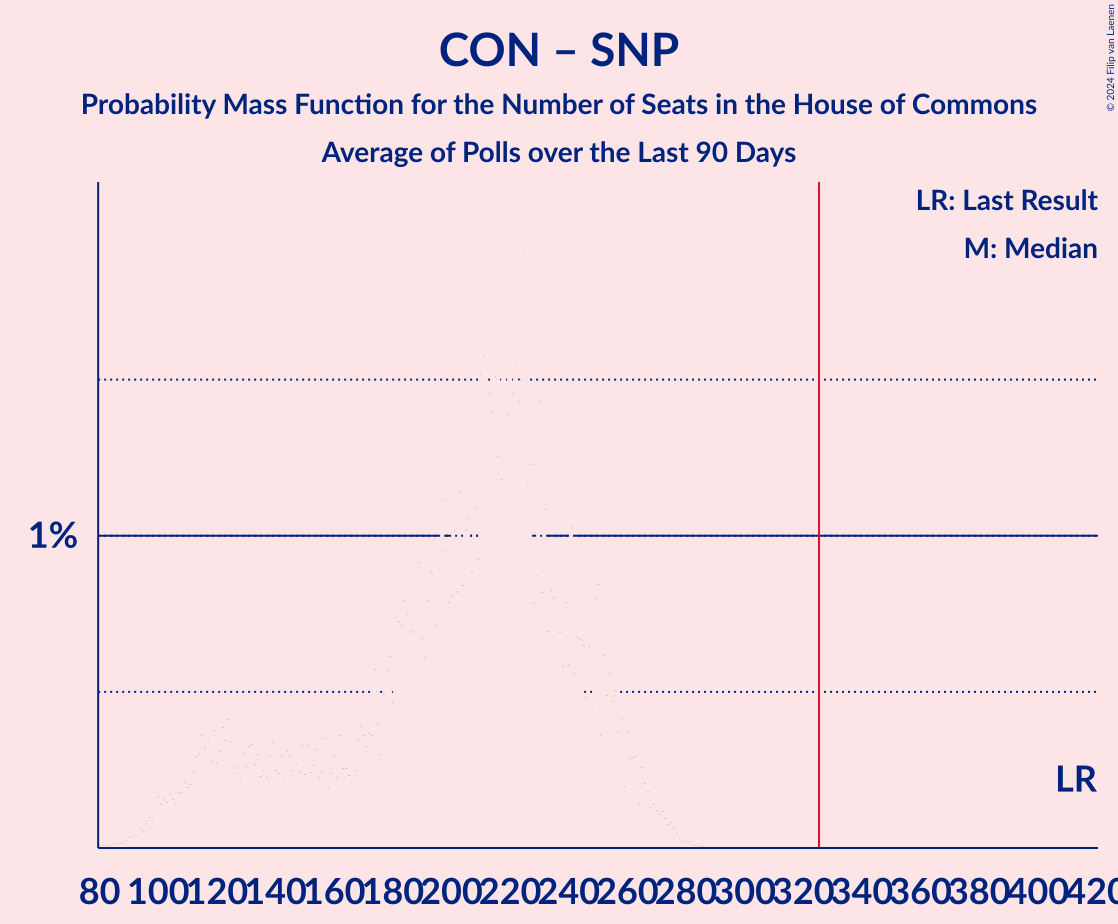 CON – SNP
Probability Mass Function for the Number of Seats in the House of Commons
Average of Polls over the Last 90 Days
© 2024 Filip van Laenen
LR: Last Result
M: Median
1%
LR
80 100 120 140 160 180 200 220 240 260 280 300 320 340 360 380 400 420